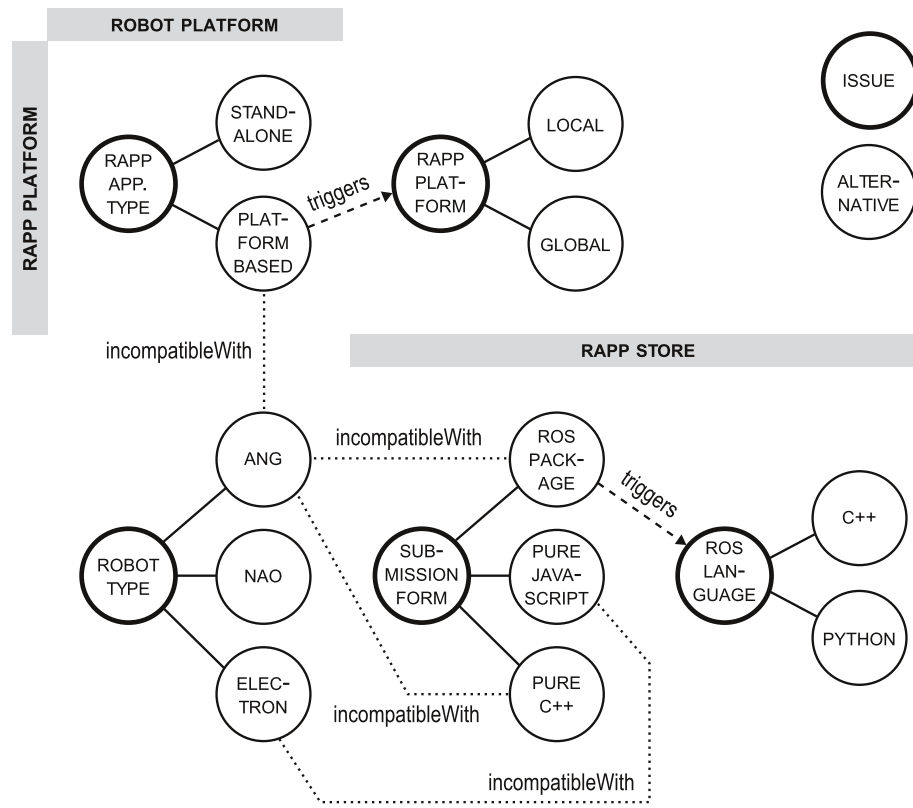 ROBOT PLATFORM
RAPP PLATFORM
STAND-
ALONE
RAPP
APP.
TYPE
PLAT-
FORM
BASED
triggers
RAPP
PLAT-
FORM
LOCAL
GLOBAL
ISSUE
ALTER-
NATIVE
incompatibleWith
RAPP STORE
ANG
incompatibleWith
ROS
PACK-
AGE
triggers
ROBOT
TYPE
NAO
SUB-
MISSION
FORM
PURE
JAVA-
SCRIPT
ROS
LAN-
GUAGE
C++
PYTHON
ELEC-
TRON
incompatibleWith
PURE
C++
incompatibleWith